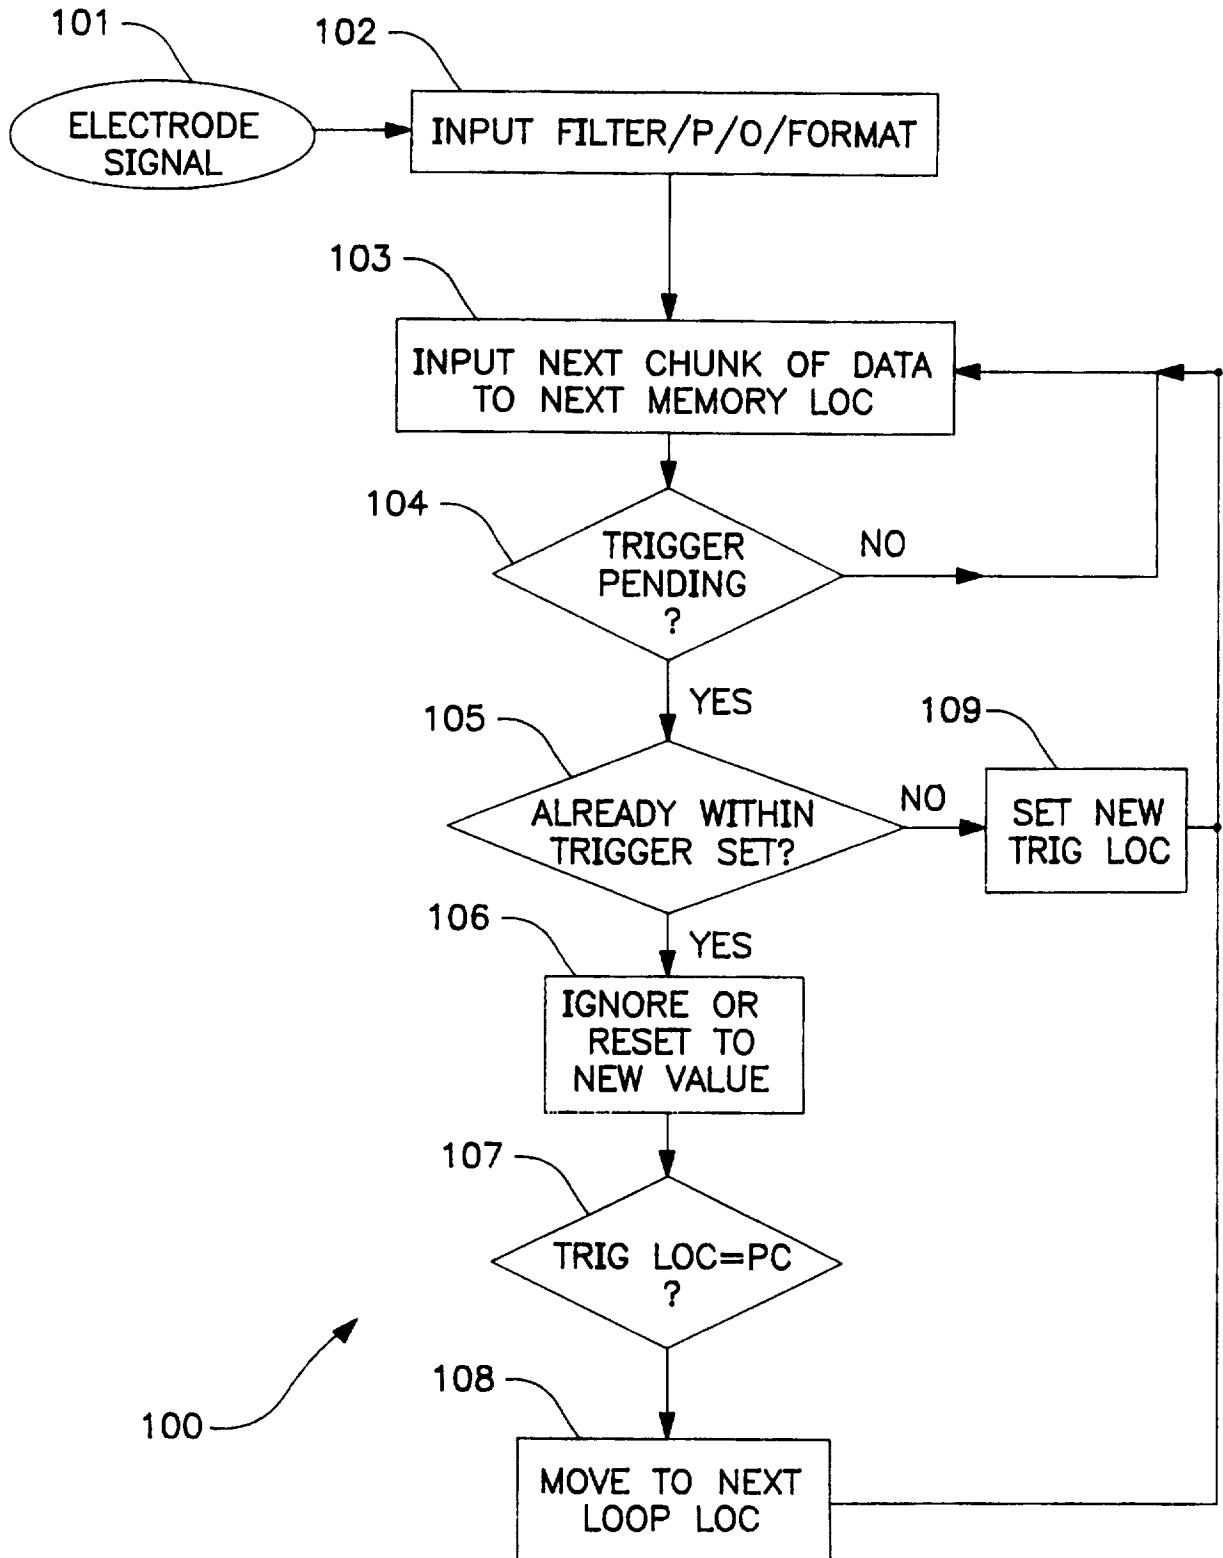 101
102
ELECTRODE
SIGNAL
INPUT FILTER/P/O/FORMAT
103
INPUT NEXT CHUNK OF DATA
TO NEXT MEMORY LOC
104
TRIGGER
PENDING
?
NO
YES
105
109
ALREADY WITHIN
TRIGGER SET?
NO
SET NEW
TRIG LOC
106
YES
IGNORE OR
RESET TO
NEW VALUE
107
TRIG LOC=PC
?
108
100
MOVE TO NEXT
LOOP LOC